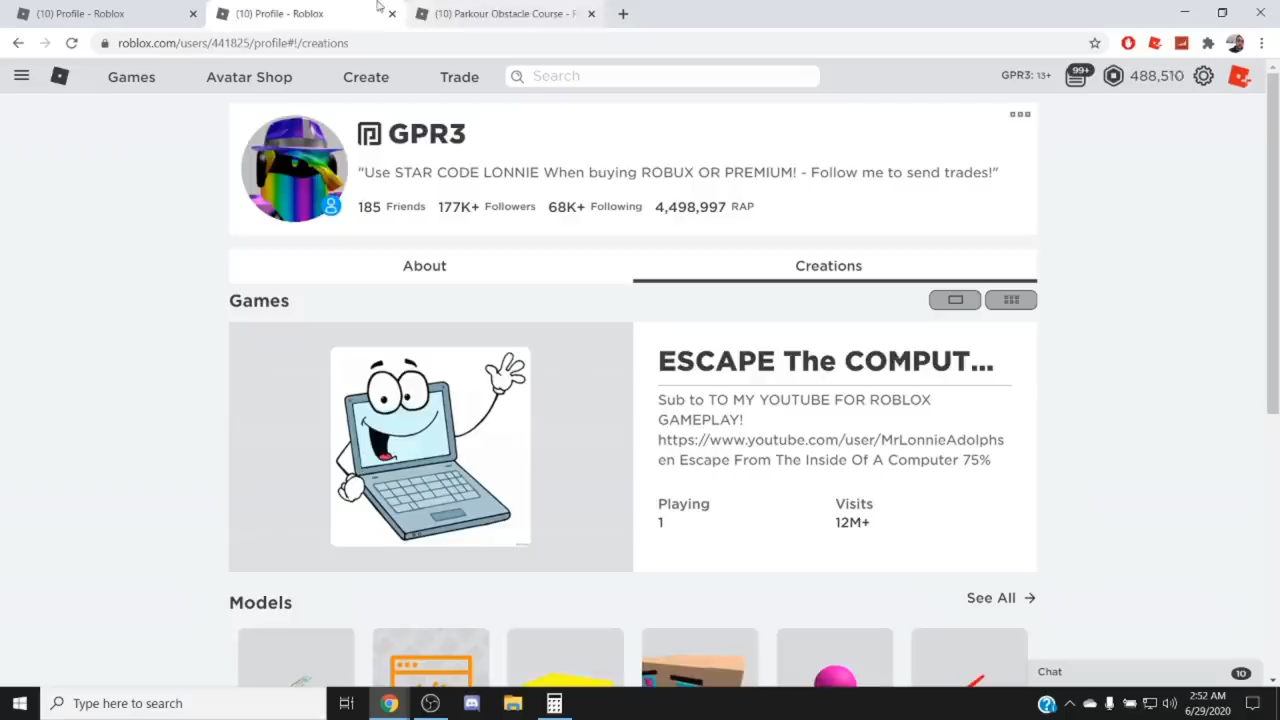 (10) Profile - Roblox
(10) Profile - Roblox
(10) Parkour Obstacle Course - F
roblox.com/users/441825/profile#!/creations
Games
Avatar Shop
Create
Trade
Search
GPR3: 13+
99+
488,510
GPR3
"Use STAR CODE LONNIE When buying ROBUX OR PREMIUM! - Follow me to send trades!"
185 Friends 177K+ Followers 68K+ Following 4,498,997 RAP
About
Creations
Games
ESCAPE The COMPUT...
Sub to TO MY YOUTUBE FOR ROBLOX
GAMEPLAY!
https://www.youtube.com/user/MrLonnieAdolphs
en Escape From The Inside Of A Computer 75%
Playing
1
Visits
12M+
Models
See All →
Chat
10
Type here to search
2:52 AM
6/29/2020